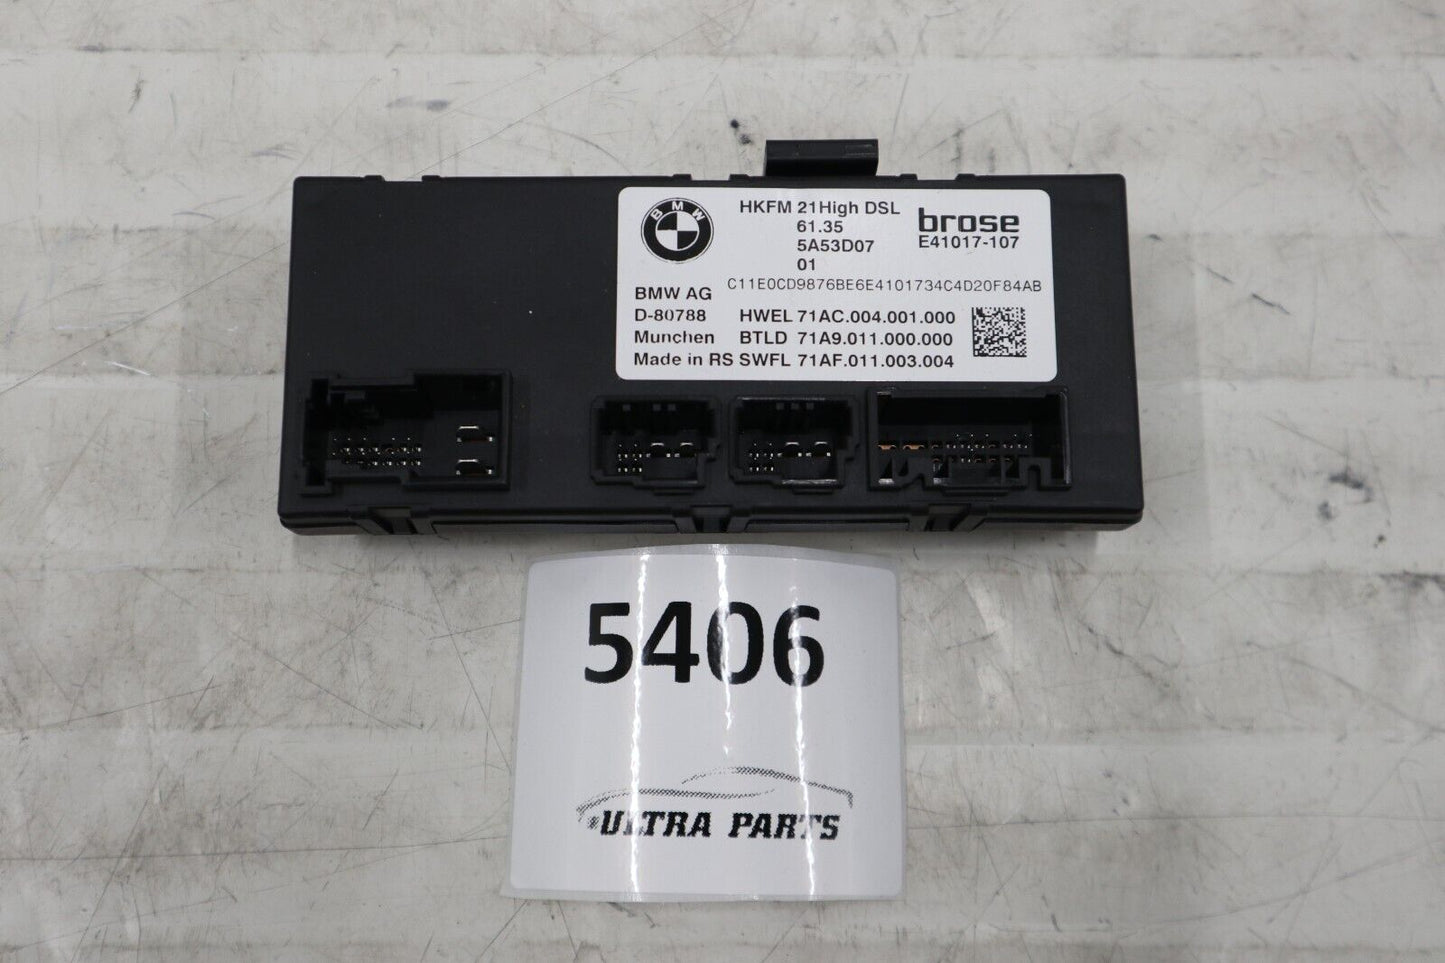 BMW
HKFM 21High DSL
61.35
5A53D07
01
brose
E41017-107
C11E0CD9876BE6E4101734C4D20F84AB
BMW AG
D-80788
Munchen
Made in RS
HWEL 71AC.004.001.000
BTLD 71A9.011.000.000
SWFL 71AF.011.003.004
5406
ULTRA PARTS